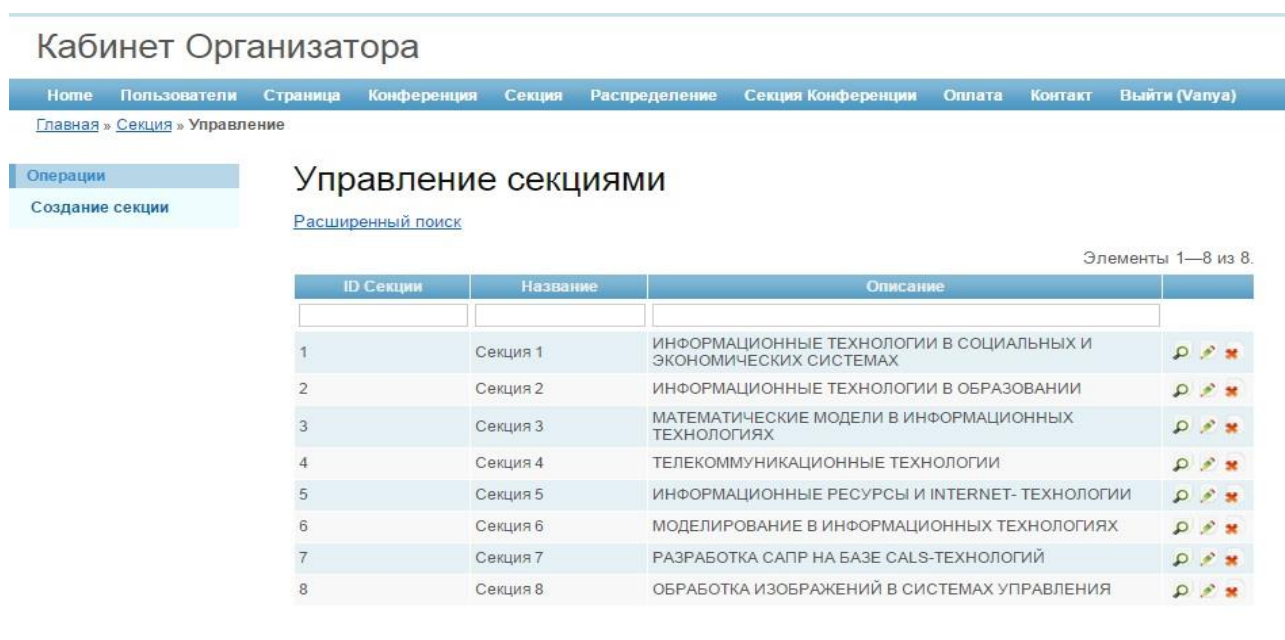 Кабинет Организатора
Home Пользователи Страница Конференция Секция Распределение Секция Конференции Оплата Контакт Выйти (Vanya)
Главная » Секция » Управление
Операции
Создание секции
Управление секциями
Расширенный поиск
Элементы 1—8 из 8.
ID Секции Название Описание
1 Секция 1 ИНФОРМАЦИОННЫЕ ТЕХНОЛОГИИ В СОЦИАЛЬНЫХ И
ЭКОНОМИЧЕСКИХ СИСТЕМАХ
2 Секция 2 ИНФОРМАЦИОННЫЕ ТЕХНОЛОГИИ В ОБРАЗОВАНИИ
3 Секция 3 МАТЕМАТИЧЕСКИЕ МОДЕЛИ В ИНФОРМАЦИОННЫХ
ТЕХНОЛОГИЯХ
4 Секция 4 ТЕЛЕКОММУНИКАЦИОННЫЕ ТЕХНОЛОГИИ
5 Секция 5 ИНФОРМАЦИОННЫЕ РЕСУРСЫ И INTERNET- ТЕХНОЛОГИИ
6 Секция 6 МОДЕЛИРОВАНИЕ В ИНФОРМАЦИОННЫХ ТЕХНОЛОГИЯХ
7 Секция 7 РАЗРАБОТКА САПР НА БАЗЕ CALS-ТЕХНОЛОГИЙ
8 Секция 8 ОБРАБОТКА ИЗОБРАЖЕНИЙ В СИСТЕМАХ УПРАВЛЕНИЯ